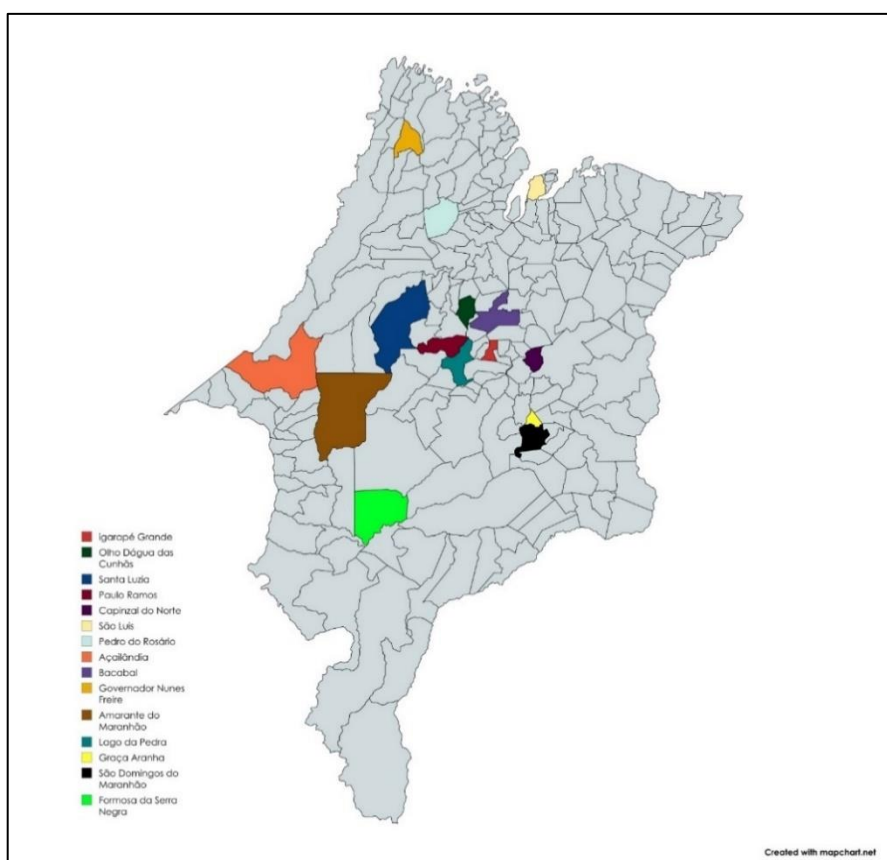 Igarapé Grande
Olho Dágua das
Cunhãs
Santa Luzia
Paulo Ramos
Capinzal do Norte
São Luis
Pedro do Rosário
Açailândia
Bacabal
Governador Nunes
Freire
Amarante do
Maranhão
Lago da Pedra
Graça Aranha
São Domingos do
Maranhão
Formosa da Serra
Negra
Created with mapchart.net